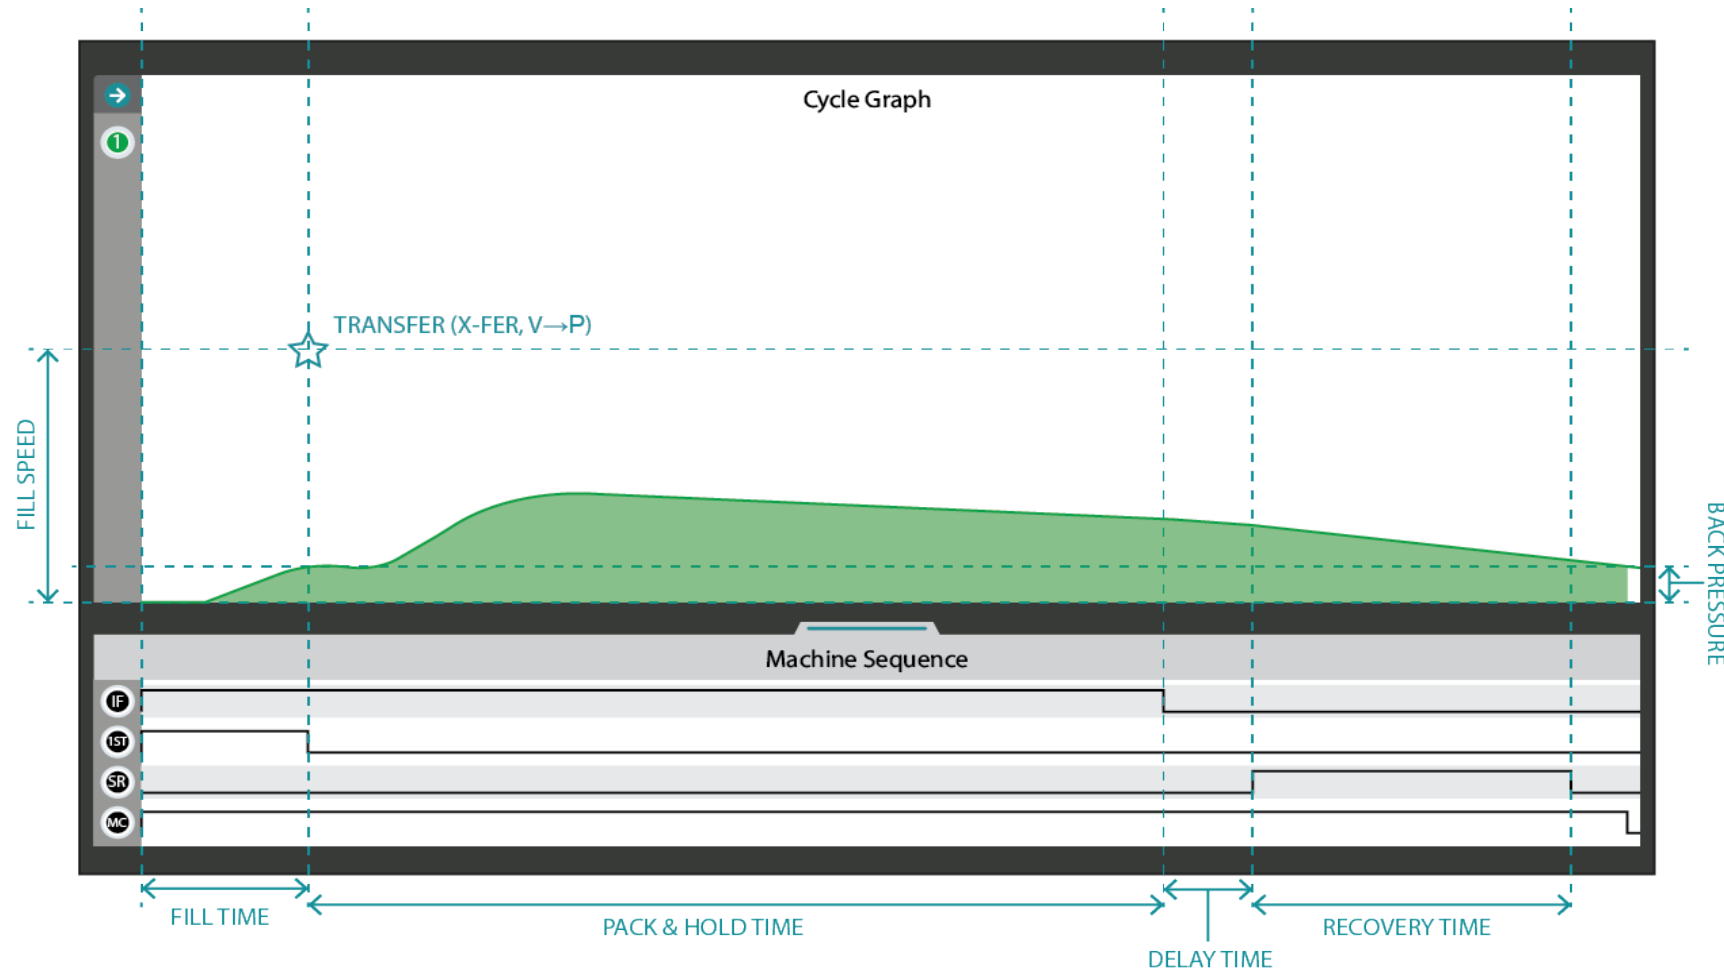 Cycle Graph
1
TRANSFER (X-FER, V→P)
FILL SPEED
BACK PRESSURE
Machine Sequence
IF
1ST
SR
MC
FILL TIME
PACK & HOLD TIME
DELAY TIME
RECOVERY TIME